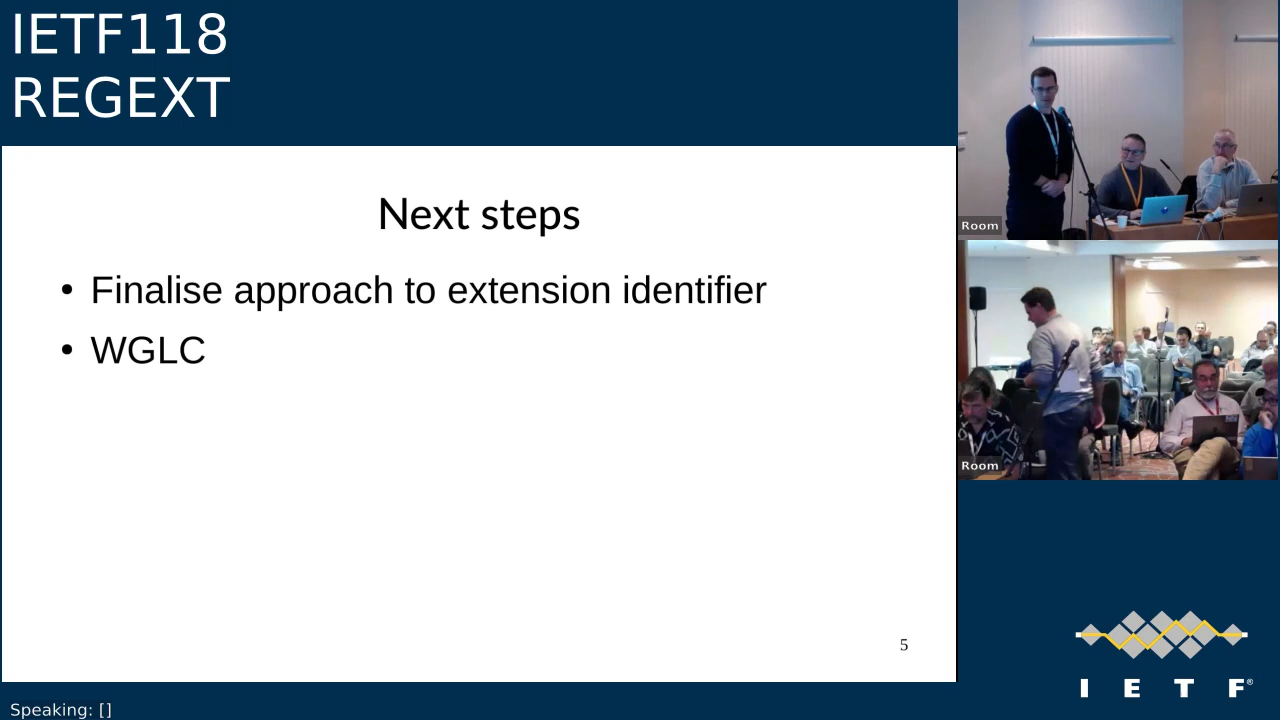 IETF118
REGEXT
Next steps
• Finalise approach to extension identifier
• WGLC
5
Speaking: []
Room
Room
I E T F®